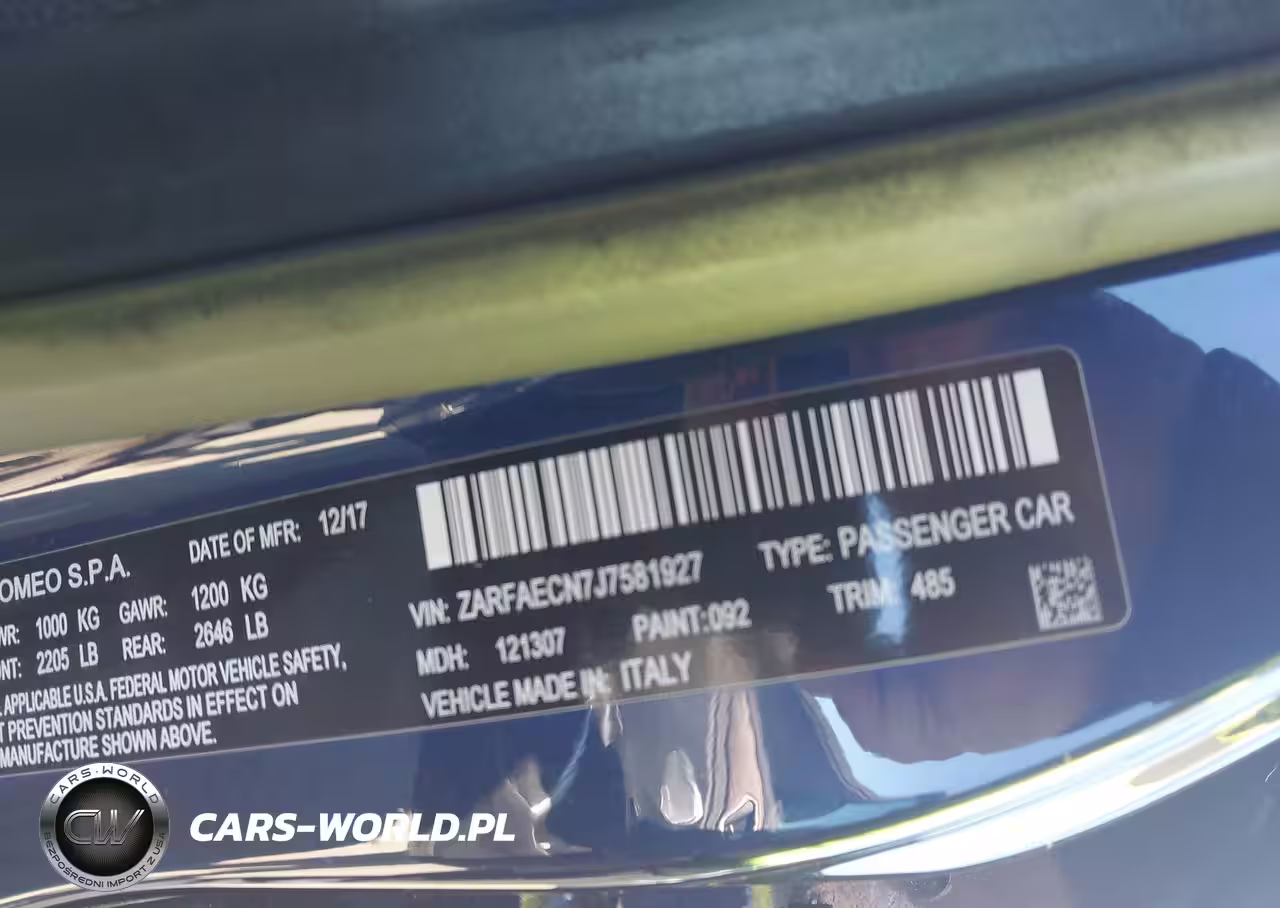 OMEO S.P.A. DATE OF MFR: 12/17
WR: 1000 KG GAWR: 1200 KG
NT: 2205 LB REAR: 2646 LB
APPLICABLE U.S.A. FEDERAL MOTOR VEHICLE SAFETY,
T PREVENTION STANDARDS IN EFFECT ON
MANUFACTURE SHOWN ABOVE.
VIN: ZARFAECN7J7581927 TYPE: PASSENGER CAR
MDH: 121307 PAINT:092 TRIM: 485
VEHICLE MADE IN: ITALY
CARS-WORLD
CW
BEZPOŚREDNI IMPORT Z USA
CARS-WORLD.PL